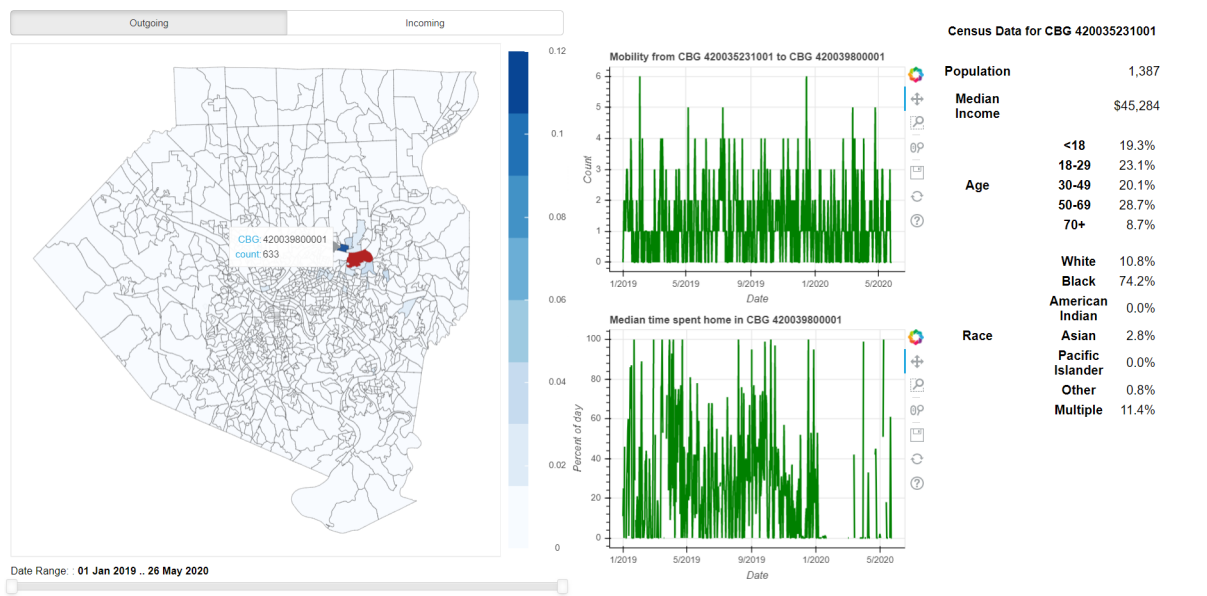 Outgoing
Incoming
CBG: 420039800001
count: 633
0.12
0.1
0.08
0.06
0.04
0.02
0
Date Range: : 01 Jan 2019 .. 26 May 2020
Mobility from CBG 420035231001 to CBG 420039800001
Count
6
5
4
3
2
1
0
1/2019 5/2019 9/2019 1/2020 5/2020
Date
Median time spent home in CBG 420039800001
Percent of day
100
80
60
40
20
0
1/2019 5/2019 9/2019 1/2020 5/2020
Date
Census Data for CBG 420035231001
Population 1,387
Median
Income
$45,284
Age
<18 19.3%
18-29 23.1%
30-49 20.1%
50-69 28.7%
70+ 8.7%
Race
White 10.8%
Black 74.2%
American
Indian
0.0%
Asian 2.8%
Pacific
Islander
0.0%
Other 0.8%
Multiple 11.4%